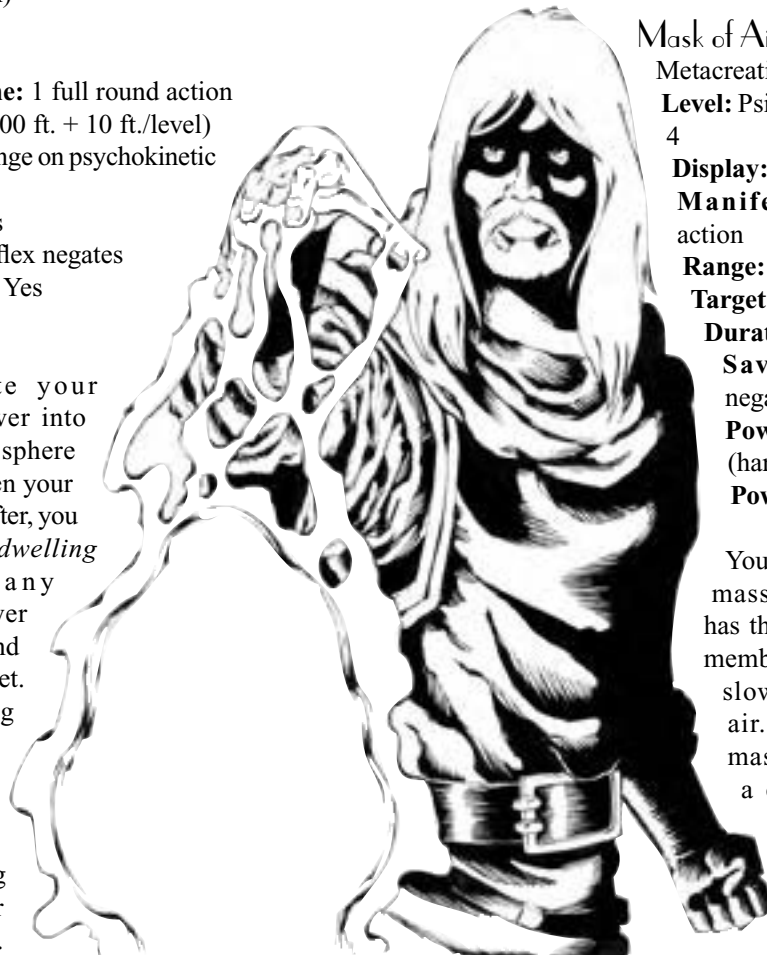 ne: 1 full round action
00 ft. + 10 ft./level)
nge on psychokinetic
s
flex negates
Yes
te your
ver into
sphere
en your
fter, you
dwelling
any
ver
nd
et.
g
g
r
.
Mask of Ai
Metacreati
Level: Psi
4
Display:
Manife
action
Range:
Target
Durat
Sav
nega
Pow
(har
Pow
You
mass
has th
memb
slow
air.
mas
a